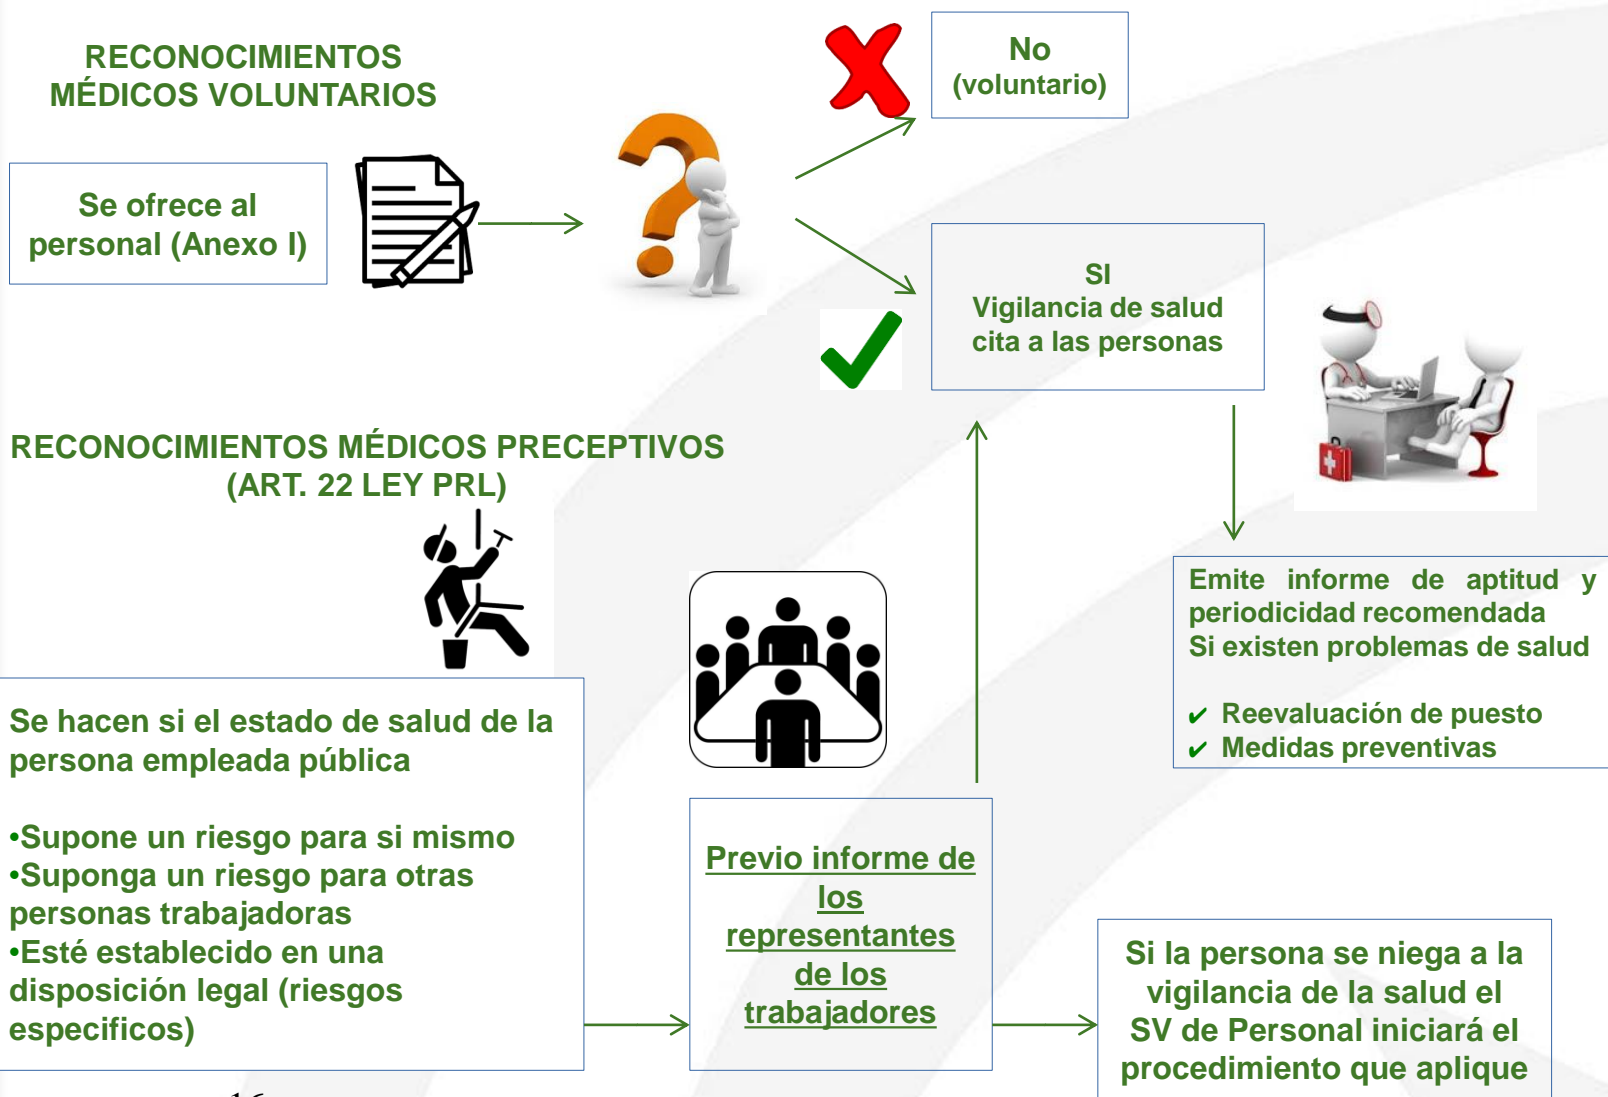 RECONOCIMIENTOS
MÉDICOS VOLUNTARIOS
Se ofrece al
personal (Anexo I)
No
(voluntario)
SI
Vigilancia de salud
cita a las personas
RECONOCIMIENTOS MÉDICOS PRECEPTIVOS
(ART. 22 LEY PRL)
Se hacen si el estado de salud de la
persona empleada pública
•Supone un riesgo para si mismo
•Suponga un riesgo para otras
personas trabajadoras
•Esté establecido en una
disposición legal (riesgos
especificos)
Previo informe de
los
representantes
de los
trabajadores
Emite informe de aptitud y
periodicidad recomendada
Si existen problemas de salud
✔ Reevaluación de puesto
✔ Medidas preventivas
Si la persona se niega a la
vigilancia de la salud el
SV de Personal iniciará el
procedimiento que aplique